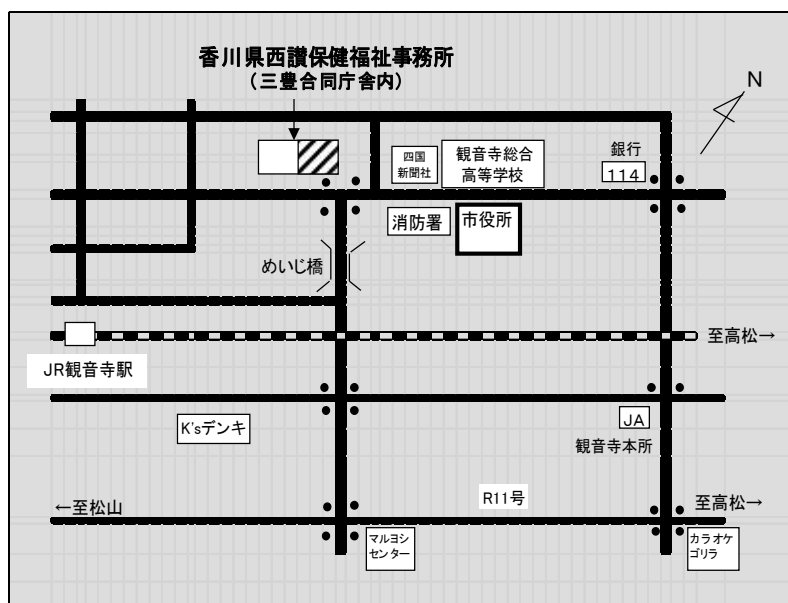 香川県西讃保健福祉事務所
（三豊合同庁舎内）
N
四国
新聞社
観音寺総合
高等学校
銀行
114
消防署
市役所
めいじ橋
至高松→
JR観音寺駅
K'sデンキ
JA
観音寺本所
R11号
←至松山
至高松→
マルヨシ
センター
カラオケ
ゴリラ